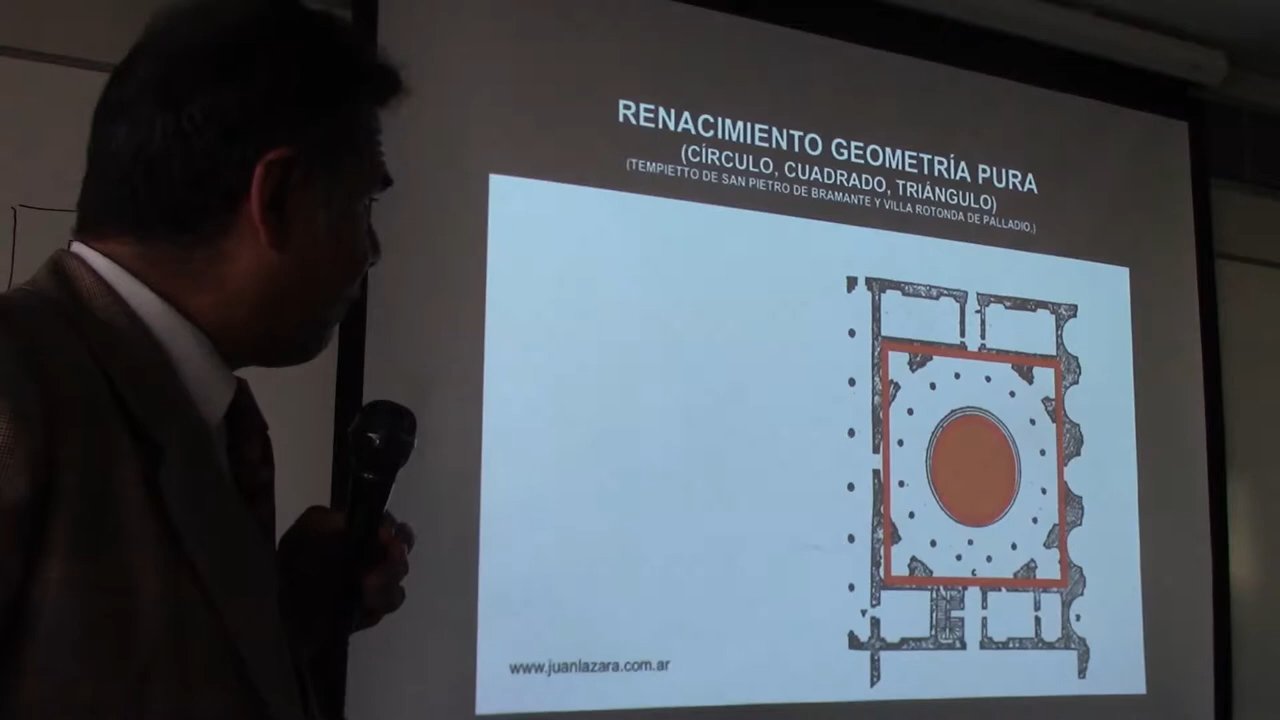 RENACIMIENTO GEOMETRÍA PURA
(CÍRCULO, CUADRADO, TRIÁNGULO)
(TEMPIETTO DE SAN PIETRO DE BRAMANTE Y VILLA ROTONDA DE PALLADIO.)
www.juanlazara.com.ar